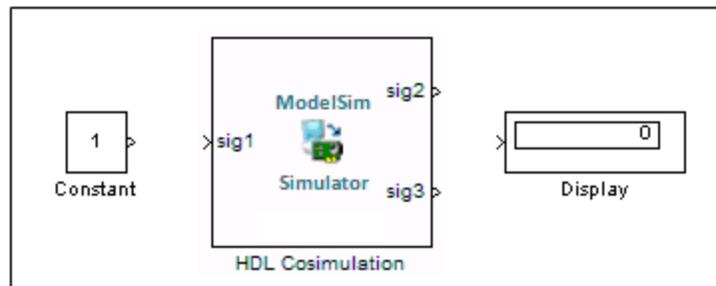 1
Constant
sig1
ModelSim
Simulator
sig2
sig3
HDL Cosimulation
0
Display